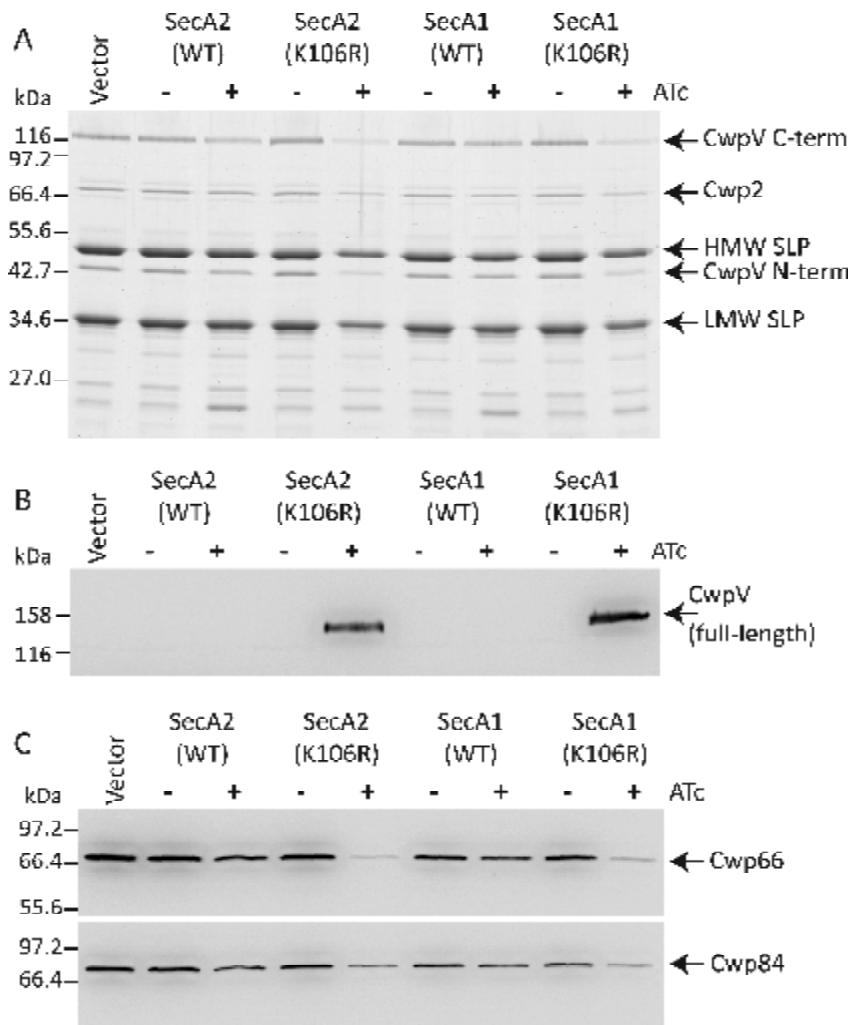 A
SecA2 SecA2 SecA1 SecA1
(WT) (K106R) (WT) (K106R)
Vector
kDa - + - + - + - + ATc
116 CwpV C-term
97.2
66.4 Cwp2
55.6
HMW SLP
42.7 CwpV N-term
34.6 LMW SLP
27.0
B
SecA2 SecA2 SecA1 SecA1
(WT) (K106R) (WT) (K106R)
Vector
kDa - + - + - + - + ATc
158 CwpV
(full-length)
116
C
SecA2 SecA2 SecA1 SecA1
(WT) (K106R) (WT) (K106R)
Vector
kDa - + - + - + - + ATc
97.2
66.4 Cwp66
55.6
97.2
66.4 Cwp84